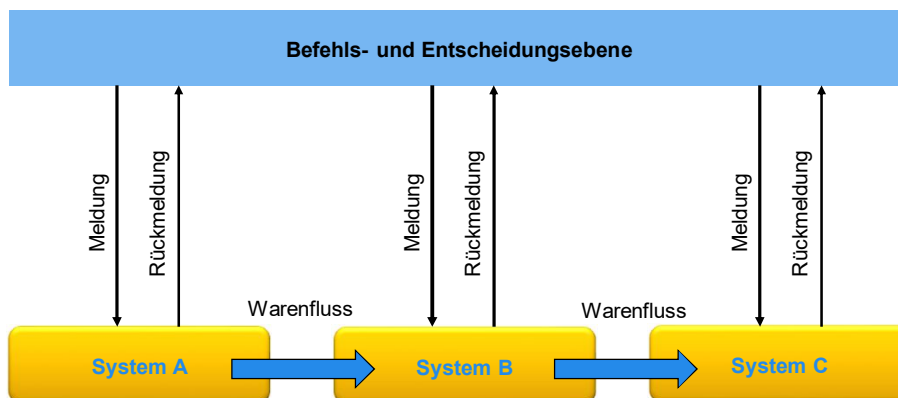 Befehls- und Entscheidungsebene
Meldung
Rückmeldung
Meldung
Rückmeldung
Meldung
Rückmeldung
Warenfluss
Warenfluss
System A
System B
System C